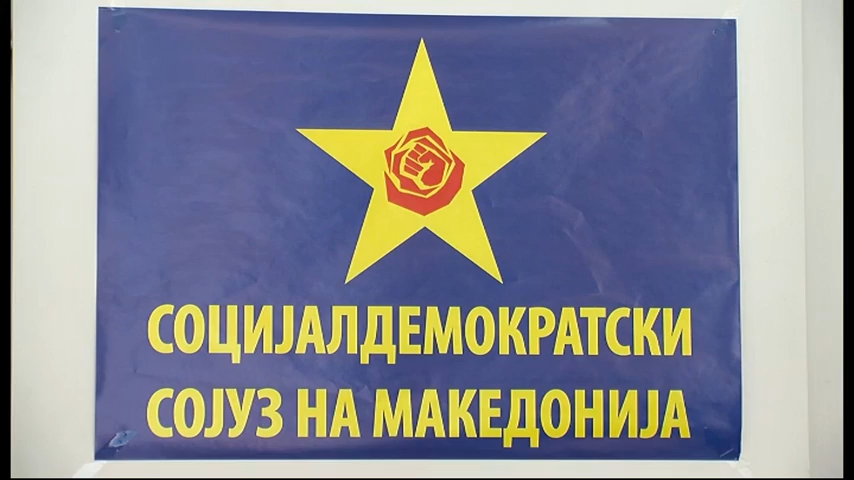 СОЦИЈАЛДЕМОКРАТСКИ
СОЈУЗ НА МАКЕДОНИЈА